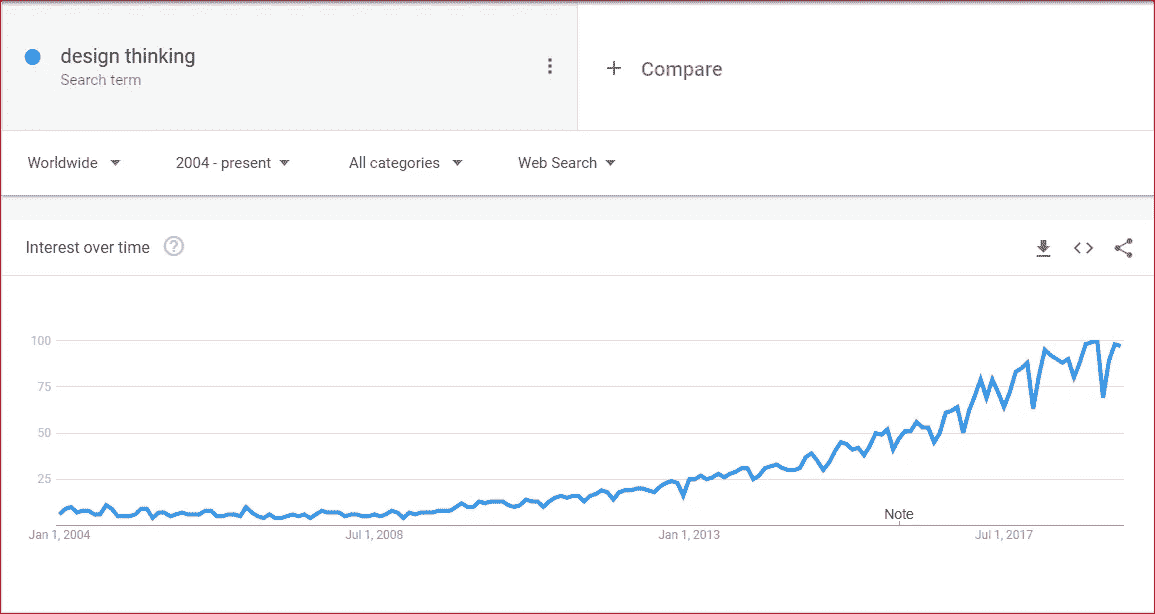 design thinking
Search term
+ Compare
Worldwide
2004 - present
All categories
Web Search
Interest over time ?
100
75
50
25
Note
Jan 1, 2004
Jul 1, 2008
Jan 1, 2013
Jul 1, 2017